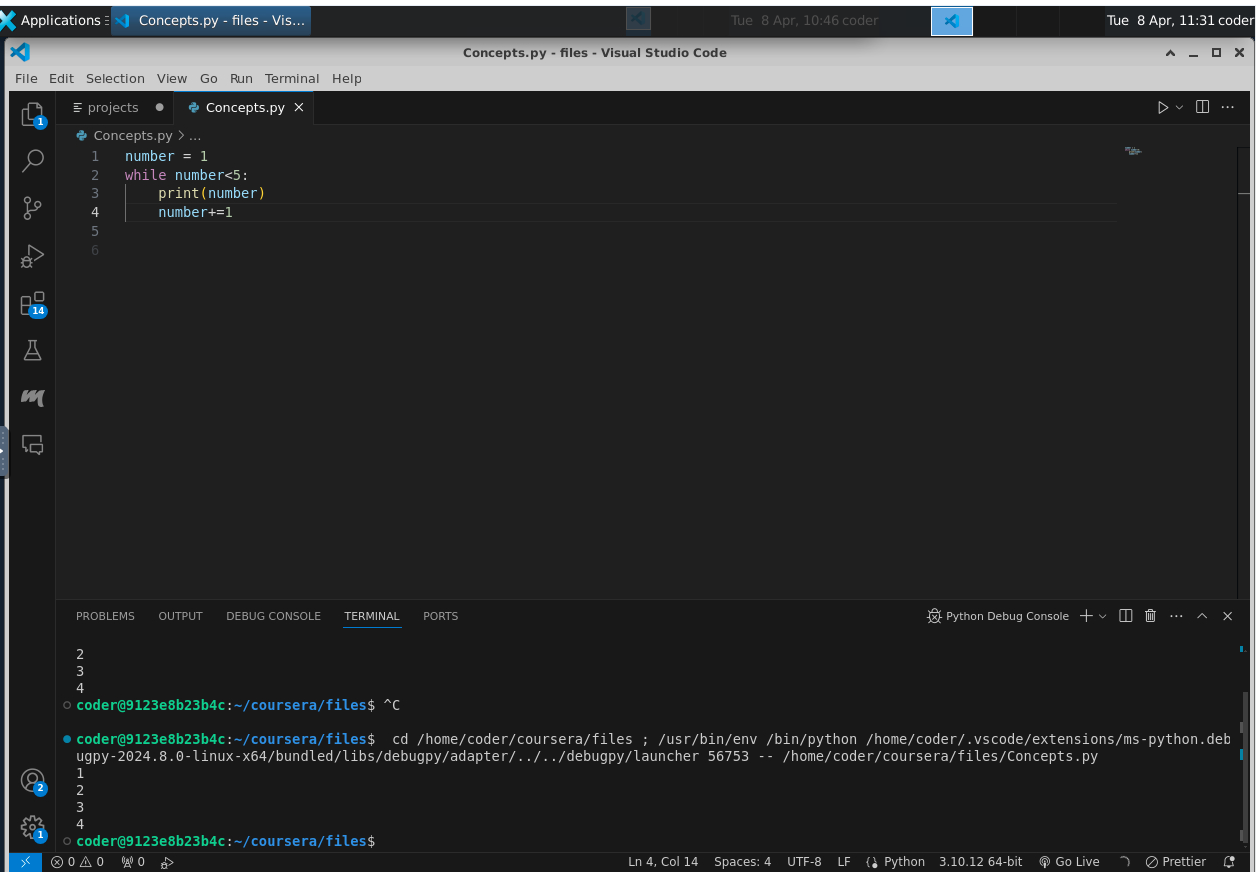 Applications
Concepts.py - files - Vis...
Tue 8 Apr, 10:46 coder
Tue 8 Apr, 11:31 coder
Concepts.py - files - Visual Studio Code
File Edit Selection View Go Run Terminal Help
projects
Concepts.py
Concepts.py > ...
1 number = 1
2 while number<5:
3     print(number)
4     number+=1
5
6
1
14
2
1
PROBLEMS OUTPUT DEBUG CONSOLE TERMINAL PORTS
Python Debug Console
2
3
4
coder@9123e8b23b4c:~/coursera/files$ ^C
coder@9123e8b23b4c:~/coursera/files$  cd /home/coder/coursera/files ; /usr/bin/env /bin/python /home/coder/.vscode/extensions/ms-python.deb
ugpy-2024.8.0-linux-x64/bundled/libs/debugpy/adapter/../../debugpy/launcher 56753 -- /home/coder/coursera/files/Concepts.py
1
2
3
4
coder@9123e8b23b4c:~/coursera/files$
0 0 0 Ln 4, Col 14 Spaces: 4 UTF-8 LF Python 3.10.12 64-bit Go Live Prettier